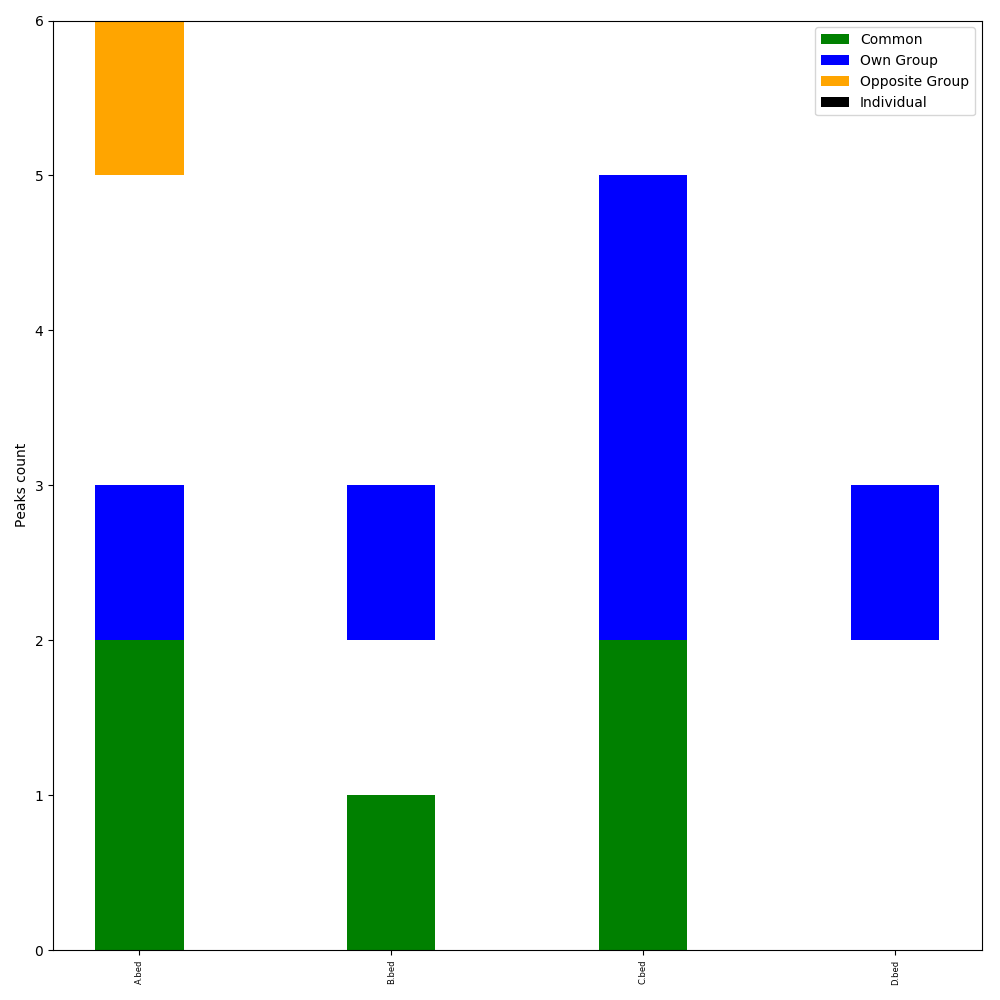 6
5
4
3
2
1
0
Peaks count
Common
Own Group
Opposite Group
Individual
A.bed
B.bed
C.bed
D.bed